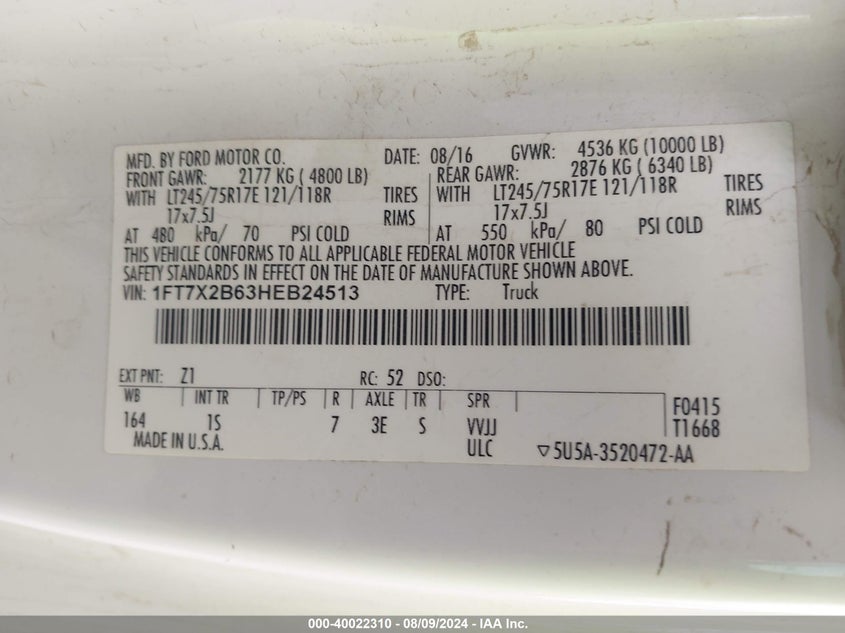 MFD. BY FORD MOTOR CO. DATE: 08/16 GVWR: 4536 KG (10000 LB)
FRONT GAWR: 2177 KG ( 4800 LB) REAR GAWR: 2876 KG ( 6340 LB)
WITH LT245/75R17E 121/118R TIRES WITH LT245/75R17E 121/118R TIRES
17x7.5J RIMS 17x7.5J RIMS
AT 480 kPa/ 70 PSI COLD AT 550 kPa/ 80 PSI COLD
THIS VEHICLE CONFORMS TO ALL APPLICABLE FEDERAL MOTOR VEHICLE
SAFETY STANDARDS IN EFFECT ON THE DATE OF MANUFACTURE SHOWN ABOVE.
VIN: 1FT7X2B63HEB24513 TYPE: Truck
EXT PNT: Z1 RC: 52 DSO:
WB INT TR TP/PS R AXLE TR SPR F0415
164 1S 7 3E S VVJJ T1668
MADE IN U.S.A. ULC ▽5U5A-3520472-AA
000-40022310 - 08/09/2024 - IAA Inc.